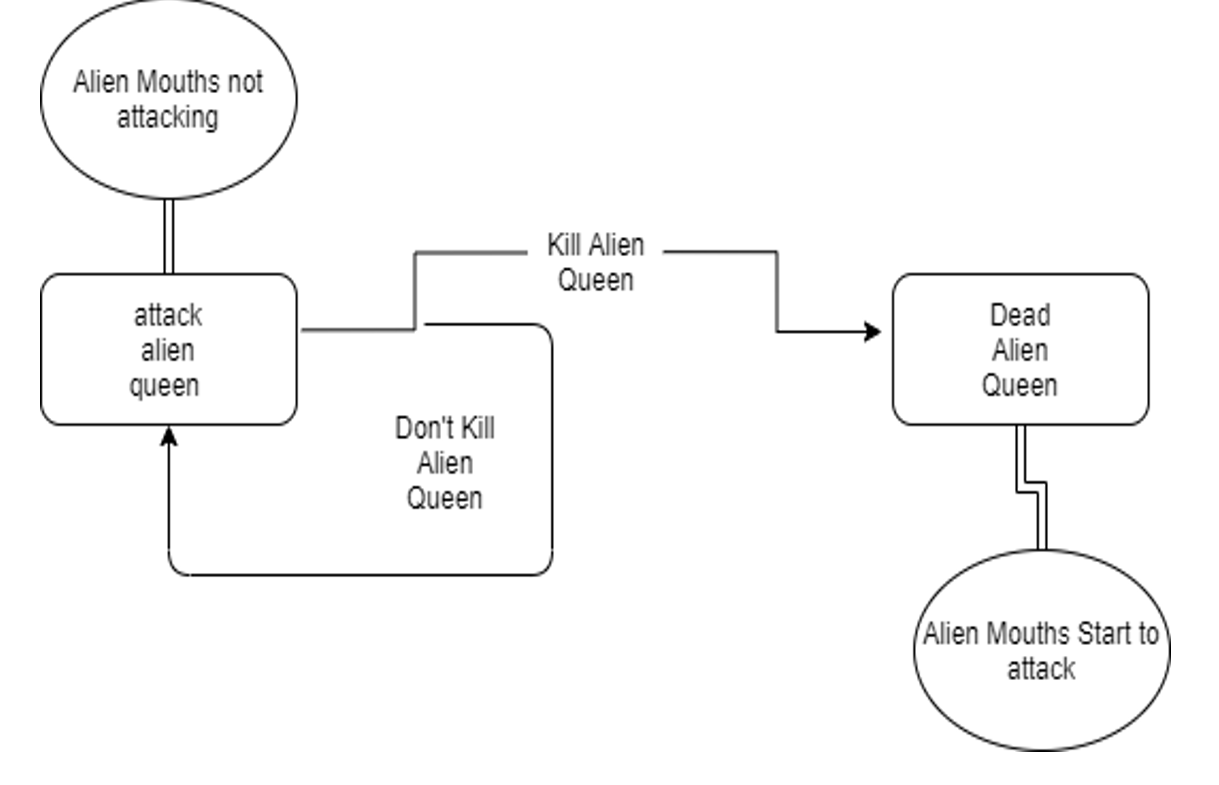 Alien Mouths not
attacking
Kill Alien
Queen
attack
alien
queen
Dead
Alien
Queen
Don't Kill
Alien
Queen
Alien Mouths Start to
attack